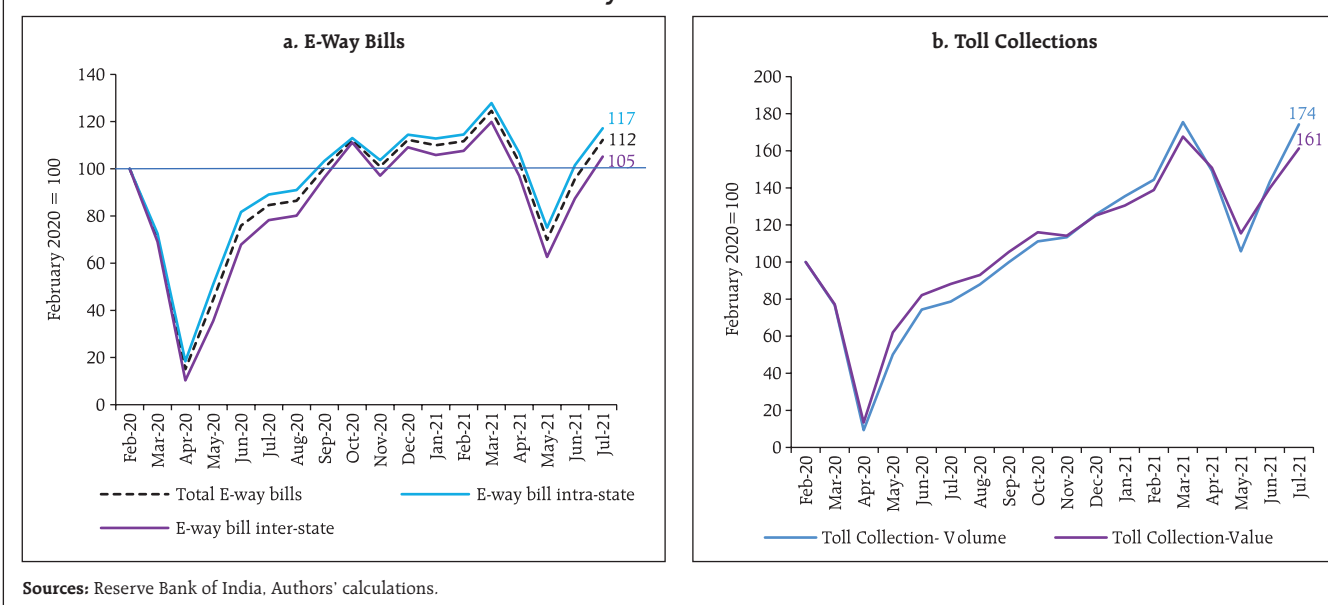 a. E-Way Bills
140
120
100
80
60
40
20
0
February 2020 = 100
117
112
105
Feb-20
Mar-20
Apr-20
May-20
Jun-20
Jul-20
Aug-20
Sep-20
Oct-20
Nov-20
Dec-20
Jan-21
Feb-21
Mar-21
Apr-21
May-21
Jun-21
Jul-21
Total E-way bills
E-way bill intra-state
E-way bill inter-state
b. Toll Collections
200
180
160
140
120
100
80
60
40
20
0
February 2020=100
174
161
Feb-20
Mar-20
Apr-20
May-20
Jun-20
Jul-20
Aug-20
Sep-20
Oct-20
Nov-20
Dec-20
Jan-21
Feb-21
Mar-21
Apr-21
May-21
Jun-21
Jul-21
Toll Collection- Volume
Toll Collection-Value
Sources: Reserve Bank of India, Authors' calculations.